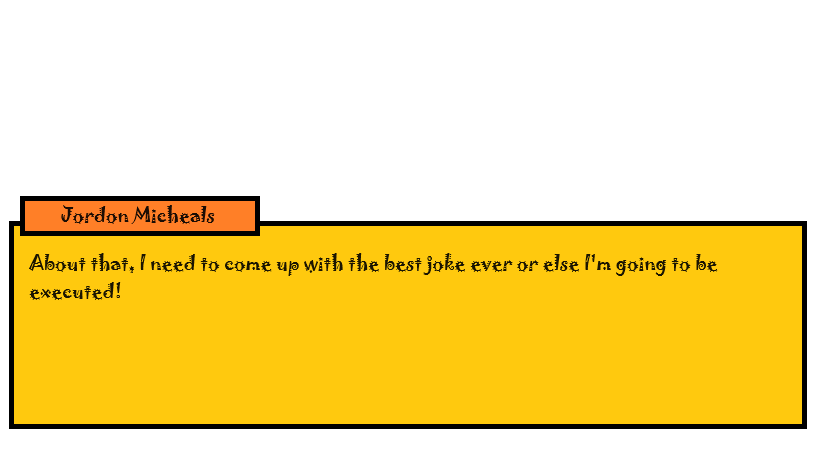 Jordon Micheals
About that, I need to come up with the best joke ever or else I'm going to be
executed!